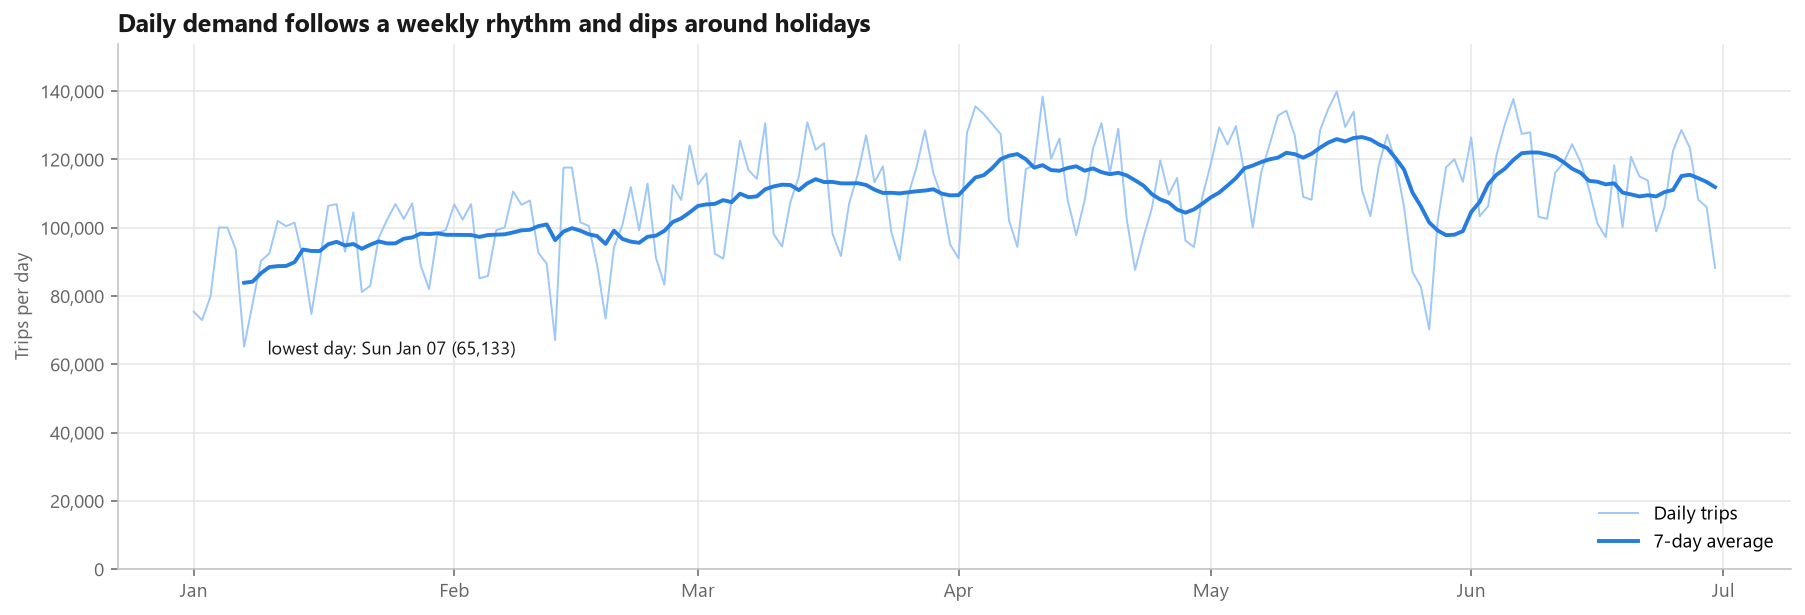 Daily demand follows a weekly rhythm and dips around holidays
Trips per day
140,000
120,000
100,000
80,000
60,000
40,000
20,000
0
lowest day: Sun Jan 07 (65,133)
Daily trips
7-day average
Jan Feb Mar Apr May Jun Jul